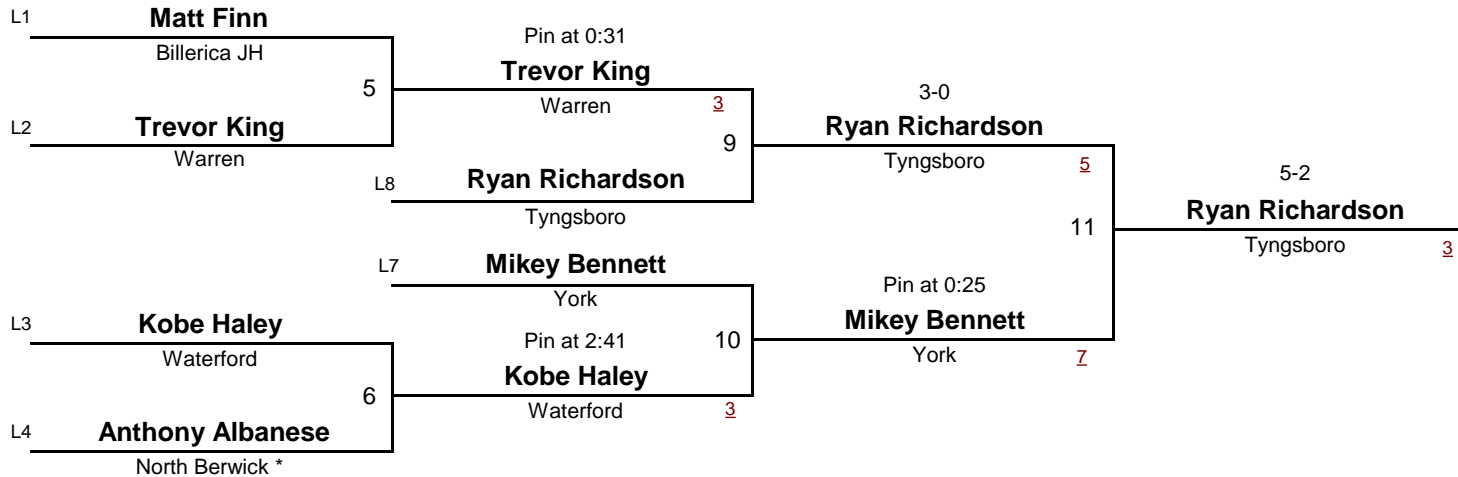 L1
Matt Finn
Billerica JH
Pin at 0:31
5
Trevor King
Warren
3
L2
Trevor King
Warren
9
3-0
Ryan Richardson
Tyngsboro
5
L8
Ryan Richardson
Tyngsboro
11
5-2
Ryan Richardson
Tyngsboro
3
L7
Mikey Bennett
York
L3
Kobe Haley
Waterford
Pin at 2:41
10
Pin at 0:25
Mikey Bennett
York
7
6
Kobe Haley
Waterford
3
L4
Anthony Albanese
North Berwick *